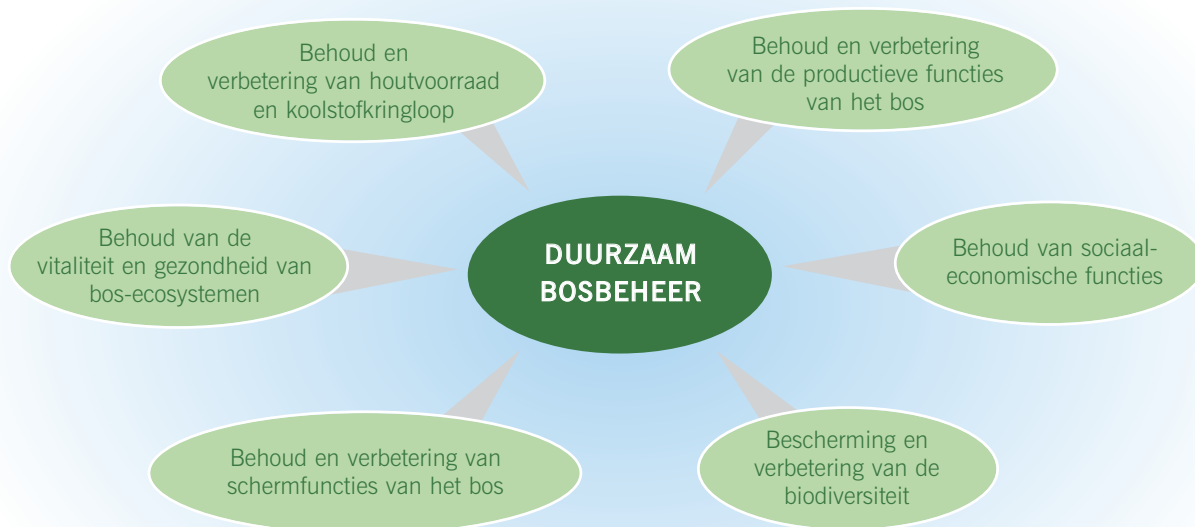 Behoud en
verbetering van houtvoorraad
en koolstofkringloop
Behoud en verbetering
van de productieve functies
van het bos
Behoud van de
vitaliteit en gezondheid van
bos-ecosystemen
DUURZAAM
BOSBEHEER
Behoud van sociaal-
economische functies
Behoud en verbetering van
schermfuncties van het bos
Bescherming en
verbetering van de
biodiversiteit